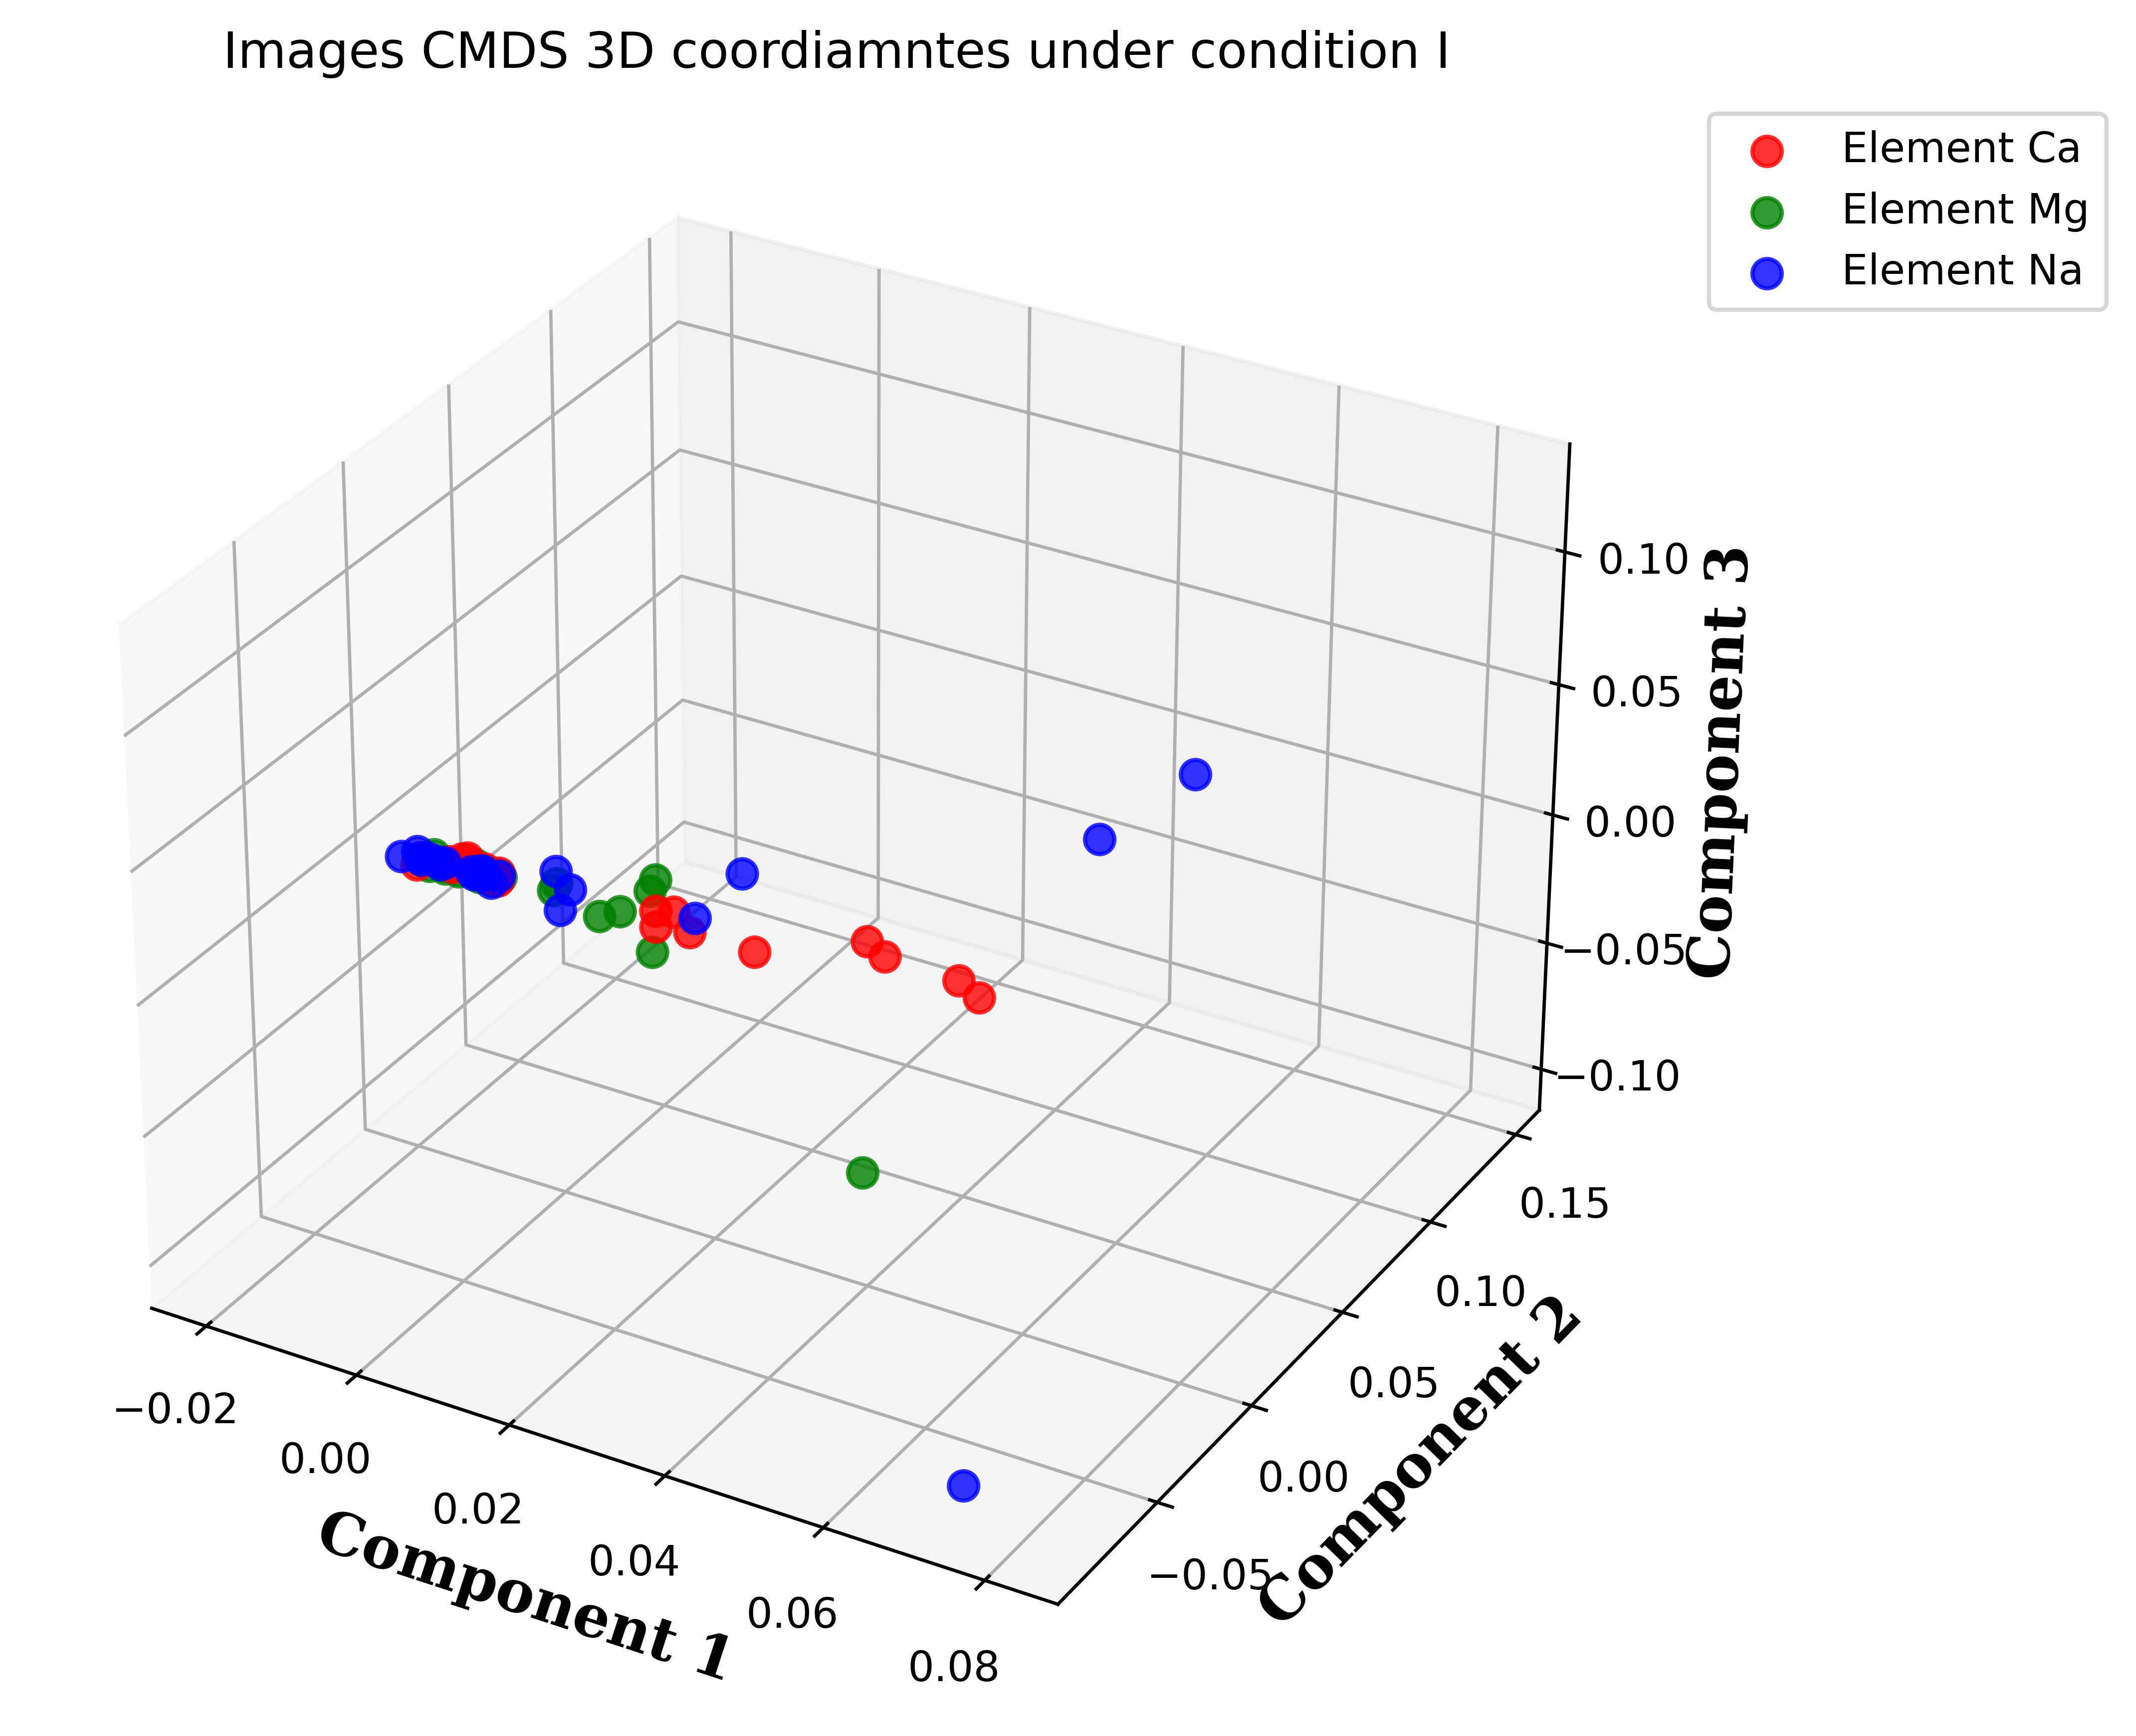 Images CMDS 3D coordiamntes under condition I
Element Ca
Element Mg
Element Na
0.10
0.05
0.00
−0.05
−0.10
Component 3
0.15
0.10
0.05
0.00
−0.05
Component 2
−0.02
0.00
0.02
0.04
0.06
0.08
Component 1